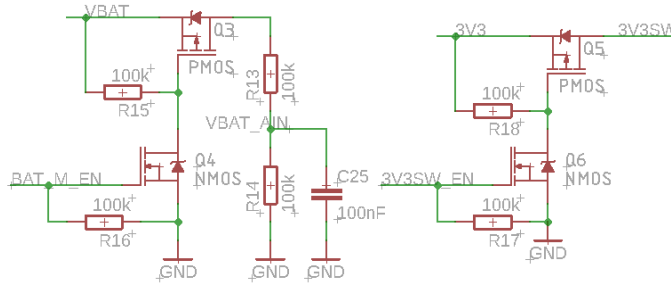 VBAT
Q3
PMOS
100k
R15
R13
100k
VBAT_AIN
Q4
NMOS
BAT_M_EN
100k
R16
R14
100k
C25
100nF
GND
GND
GND
3V3
3V3SW
Q5
PMOS
100k
R18
Q6
NMOS
3V3SW_EN
100k
R17
GND